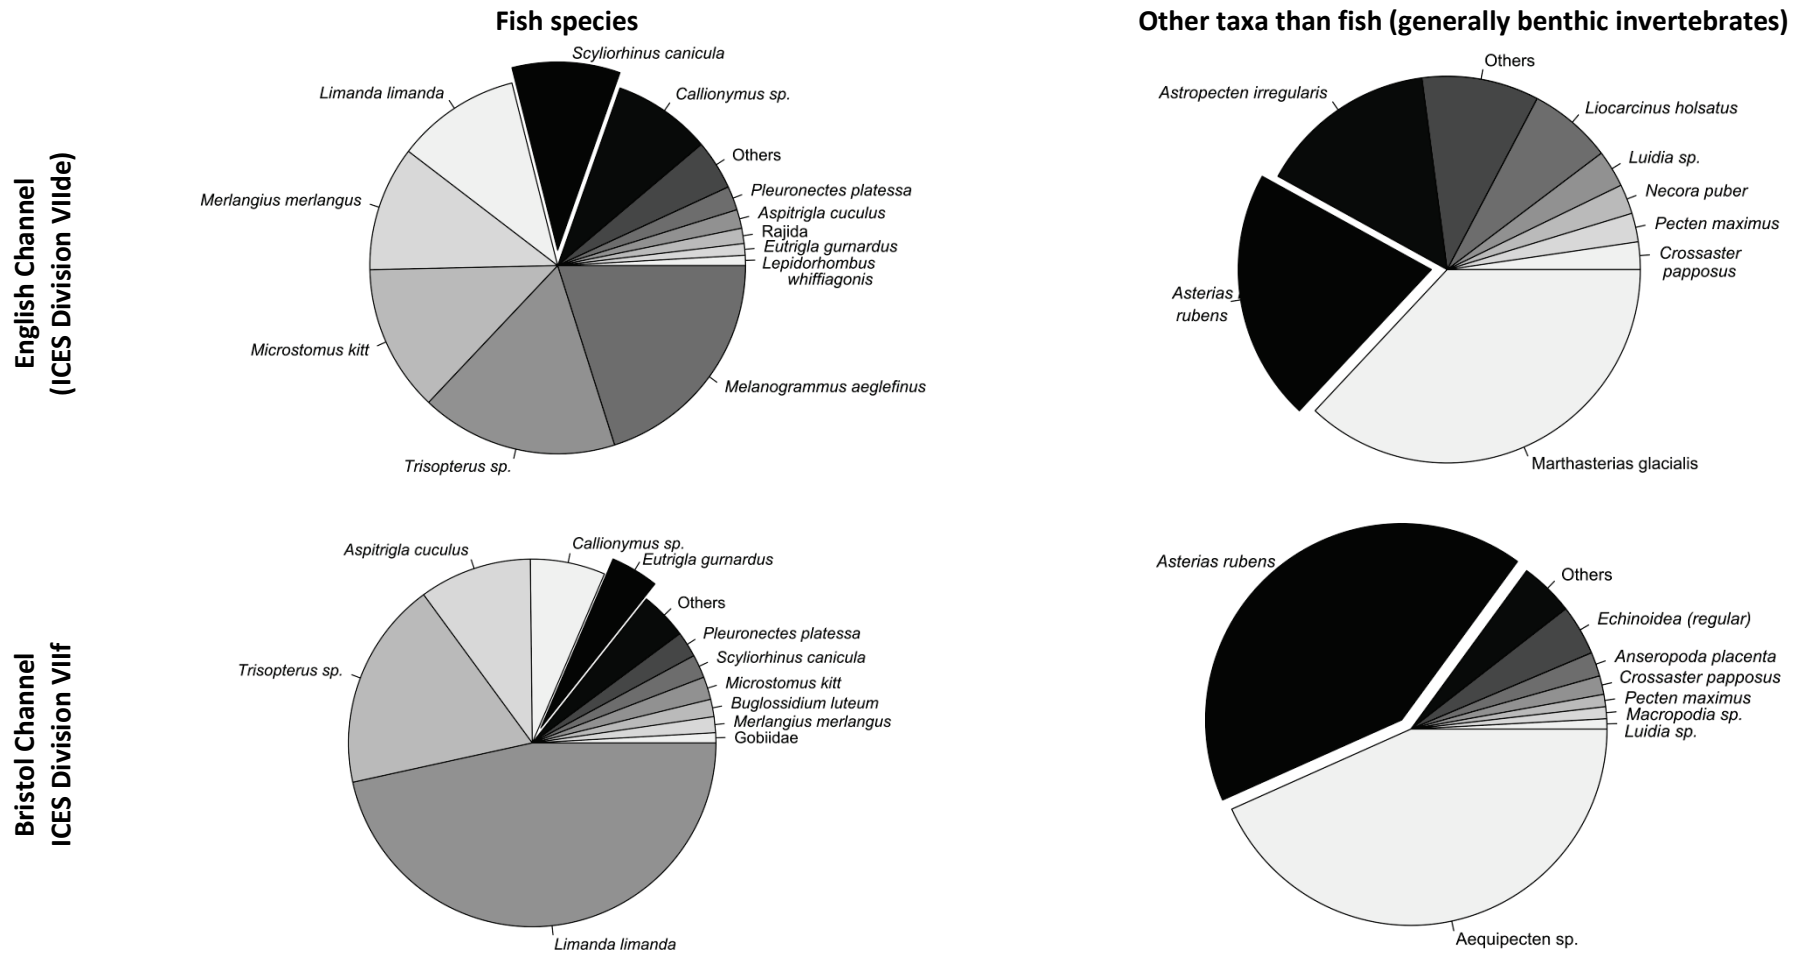 Fish species
Other taxa than fish (generally benthic invertebrates)
English Channel
(ICES Division VIIde)
Scyliorhinus canicula
Limanda limanda
Callionymus sp.
Others
Merlangius merlangus
Pleuronectes platessa
Aspitrigla cuculus
Rajida
Eutrigla gurnardus
Lepidorhombus
whiffiagonis
Microstomus kitt
Melanogrammus aeglefinus
Trisopterus sp.
Others
Astropecten irregularis
Liocarcinus holsatus
Luidia sp.
Necora puber
Pecten maximus
Crossaster
papposus
Asterias
rubens
Marthasterias glacialis
Bristol Channel
ICES Division VIIf
Callionymus sp.
Aspitrigla cuculus
Eutrigla gurnardus
Others
Pleuronectes platessa
Scyliorhinus canicula
Trisopterus sp.
Microstomus kitt
Buglossidium luteum
Merlangius merlangus
Gobiidae
Limanda limanda
Asterias rubens
Others
Echinoidea (regular)
Anseropoda placenta
Crossaster papposus
Pecten maximus
Macropodia sp.
Luidia sp.
Aequipecten sp.